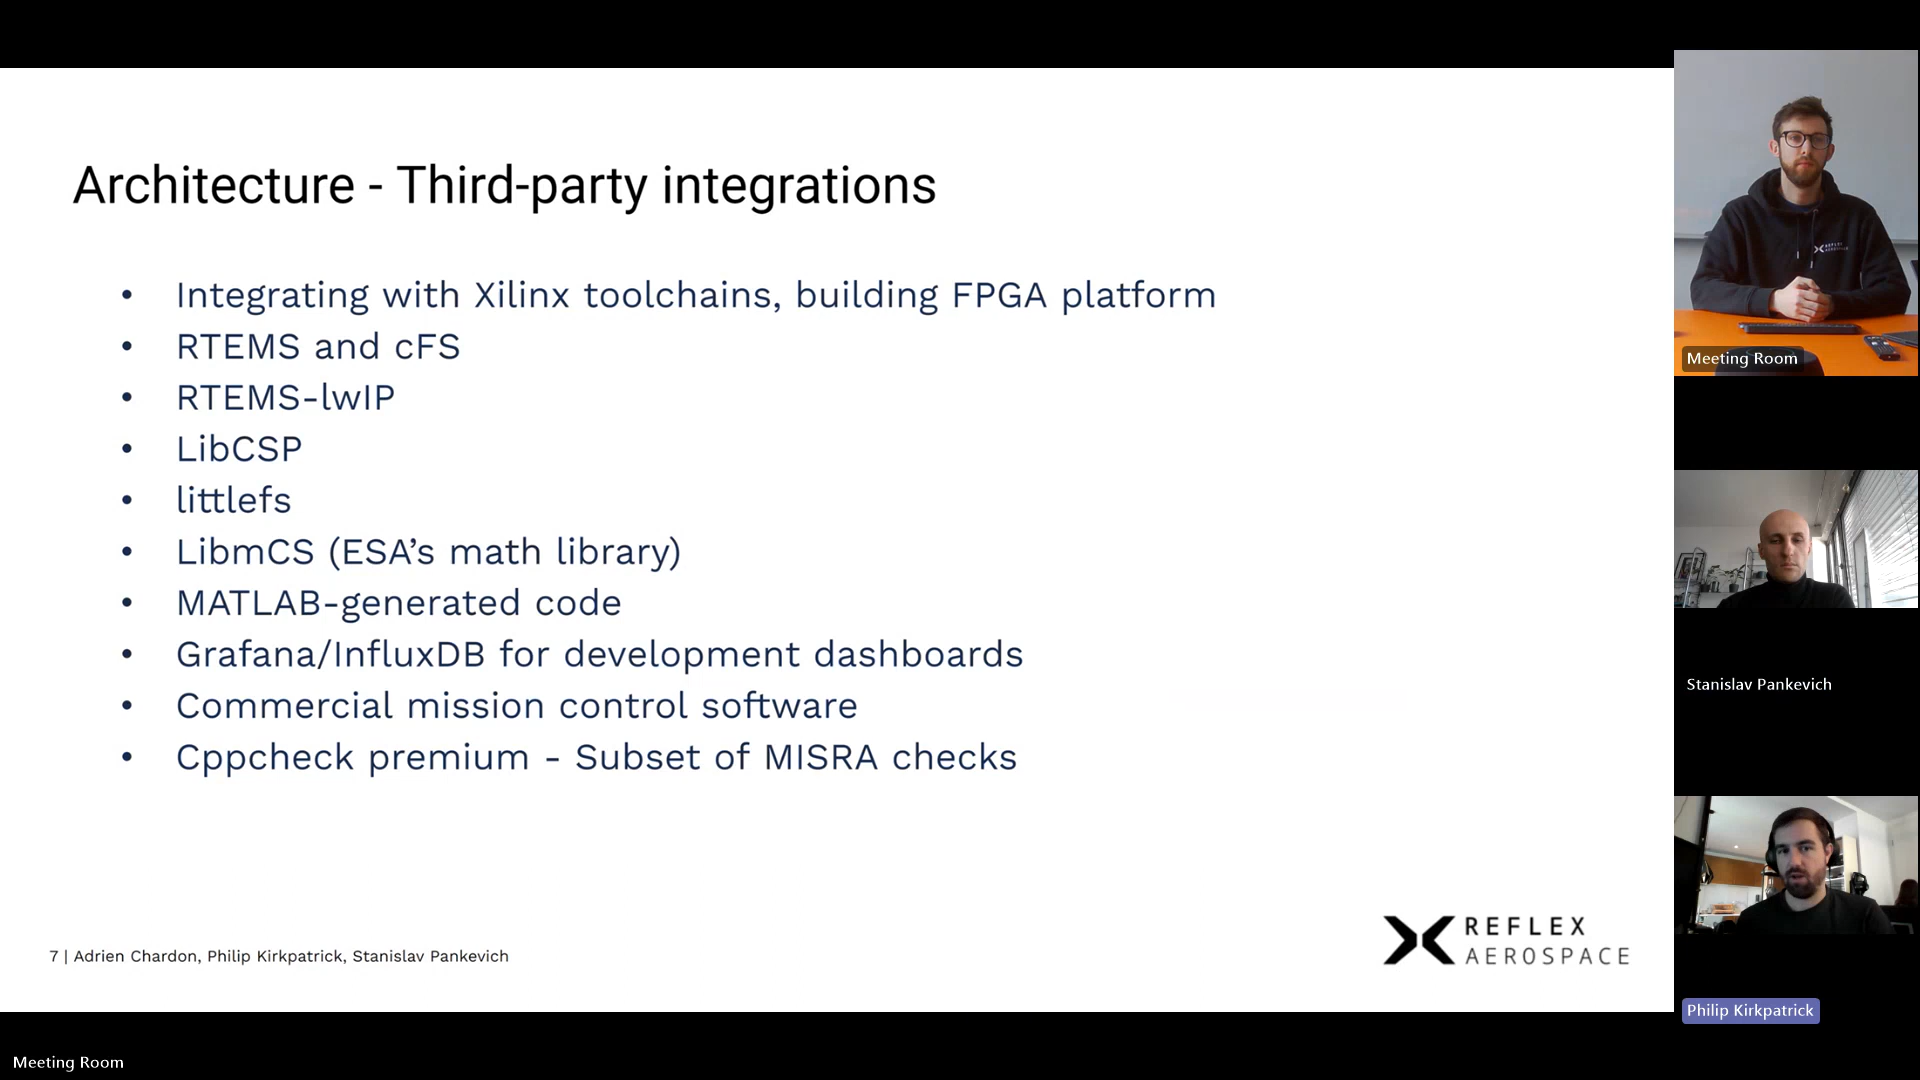 Architecture - Third-party integrations
• Integrating with Xilinx toolchains, building FPGA platform
• RTEMS and cFS
• RTEMS-lwIP
• LibCSP
• littlefs
• LibmCS (ESA’s math library)
• MATLAB-generated code
• Grafana/InfluxDB for development dashboards
• Commercial mission control software
• Cppcheck premium - Subset of MISRA checks
7 | Adrien Chardon, Philip Kirkpatrick, Stanislav Pankevich
REFLEX
AEROSPACE
REFLEX
AEROSPACE
Meeting Room
Stanislav Pankevich
Philip Kirkpatrick
Meeting Room